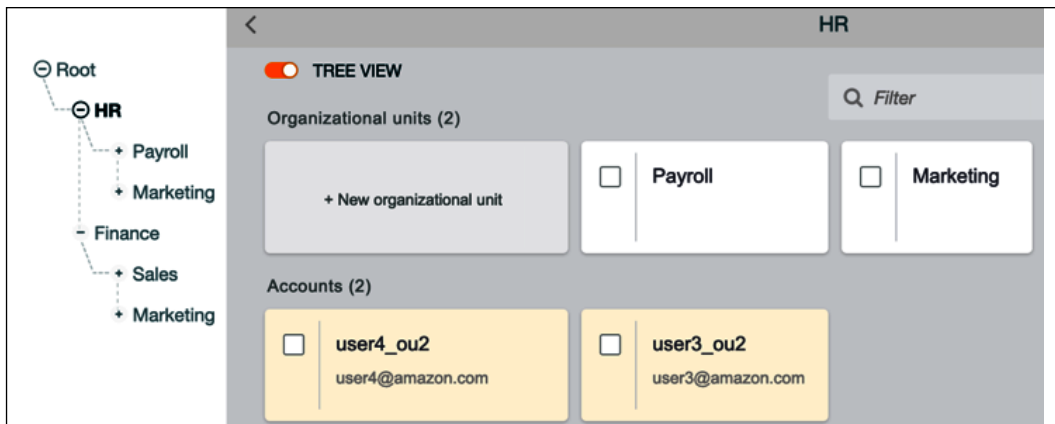 HR
Root
HR
Payroll
Marketing
Finance
Sales
Marketing
TREE VIEW
Filter
Organizational units (2)
+ New organizational unit
Payroll
Marketing
Accounts (2)
user4_ou2
user4@amazon.com
user3_ou2
user3@amazon.com